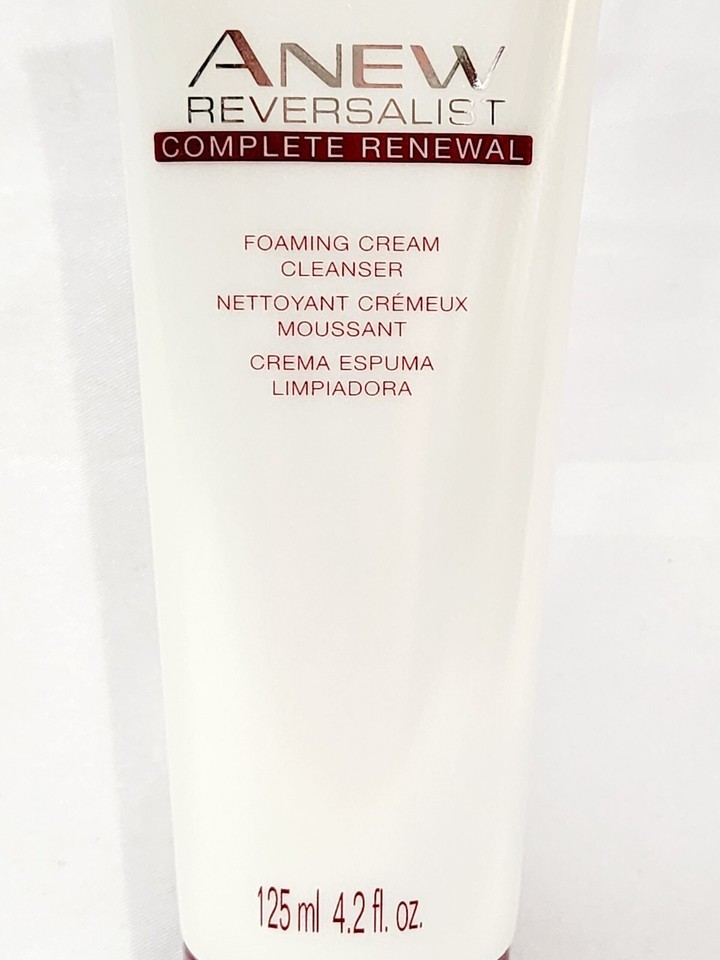 ANEW
REVERSALIST
COMPLETE RENEWAL
FOAMING CREAM
CLEANSER
NETTOYANT CRÉMEUX
MOUSSANT
CREMA ESPUMA
LIMPIADORA
125 ml 4.2 fl. oz.